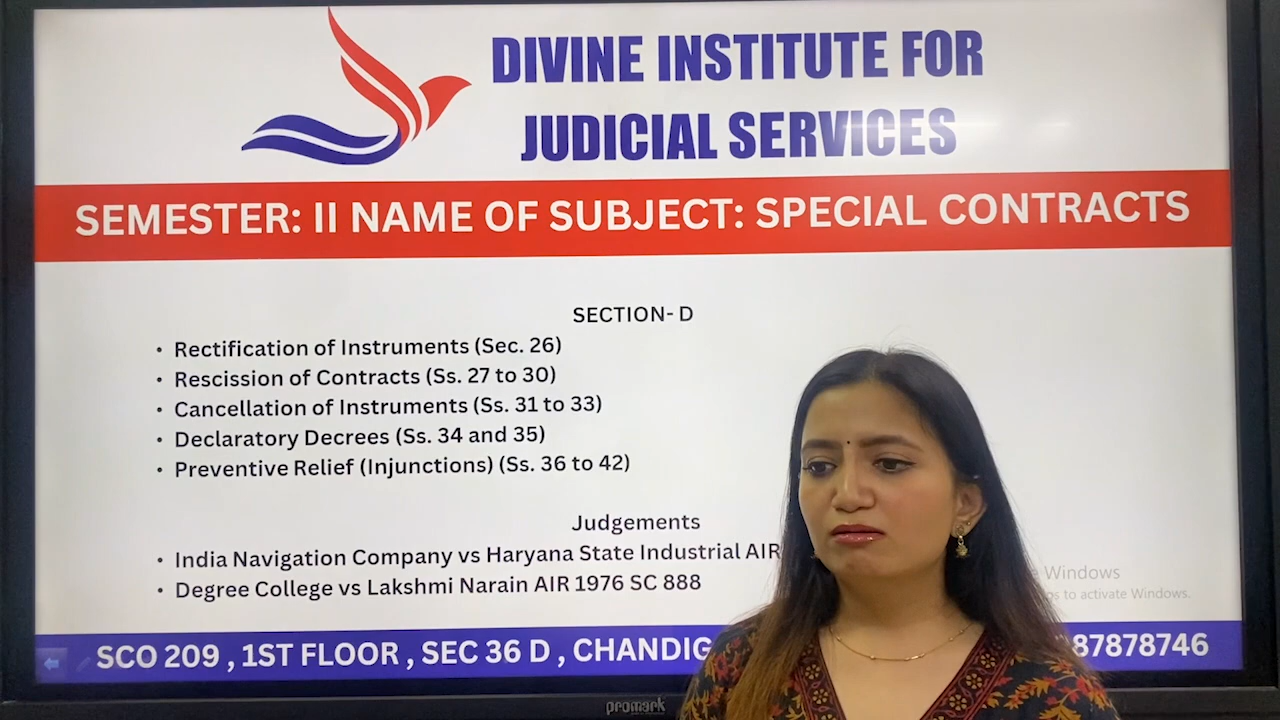 DIVINE INSTITUTE FOR
JUDICIAL SERVICES
SEMESTER: II NAME OF SUBJECT: SPECIAL CONTRACTS
SECTION- D
• Rectification of Instruments (Sec. 26)
• Rescission of Contracts (Ss. 27 to 30)
• Cancellation of Instruments (Ss. 31 to 33)
• Declaratory Decrees (Ss. 34 and 35)
• Preventive Relief (Injunctions) (Ss. 36 to 42)
Judgements
• India Navigation Company vs Haryana State Industrial AIR
• Degree College vs Lakshmi Narain AIR 1976 SC 888
Windows
to activate Windows.
SCO 209 , 1ST FLOOR , SEC 36 D , CHANDIG 87878746
promark